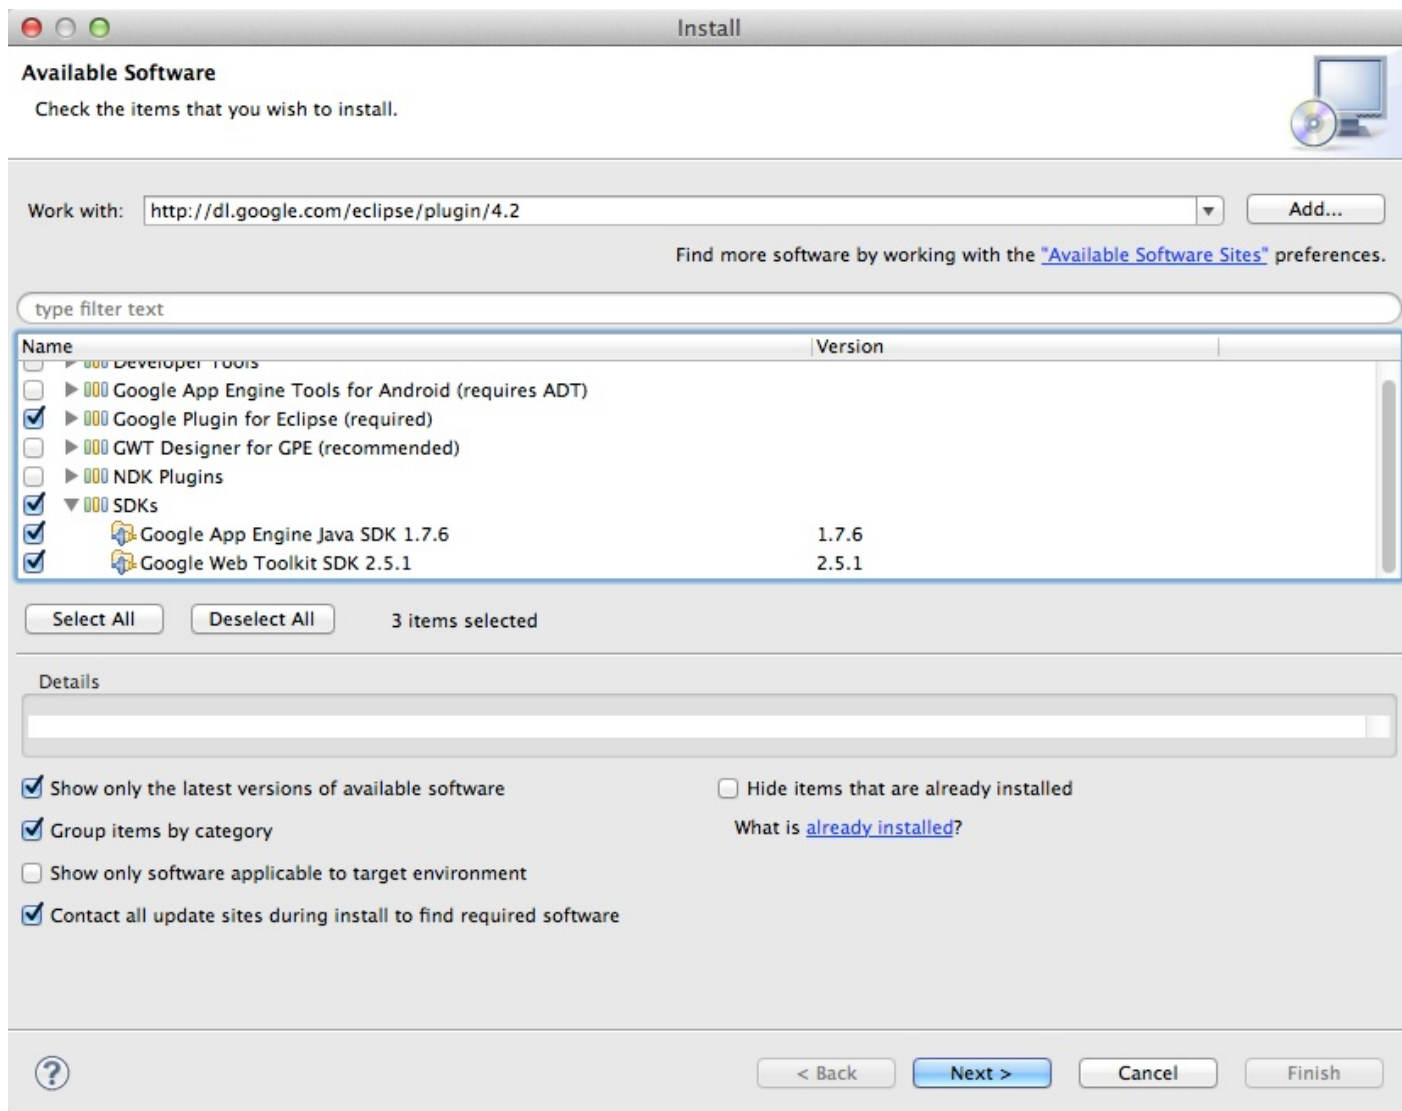 Install
Available Software
Check the items that you wish to install.
Work with: http://dl.google.com/eclipse/plugin/4.2 Add...
Find more software by working with the "Available Software Sites" preferences.
type filter text
Name Version
Developer Tools
Google App Engine Tools for Android (requires ADT)
Google Plugin for Eclipse (required)
GWT Designer for GPE (recommended)
NDK Plugins
SDKs
Google App Engine Java SDK 1.7.6 1.7.6
Google Web Toolkit SDK 2.5.1 2.5.1
Select All Deselect All 3 items selected
Details
Show only the latest versions of available software Hide items that are already installed
Group items by category What is already installed?
Show only software applicable to target environment
Contact all update sites during install to find required software
? < Back Next > Cancel Finish